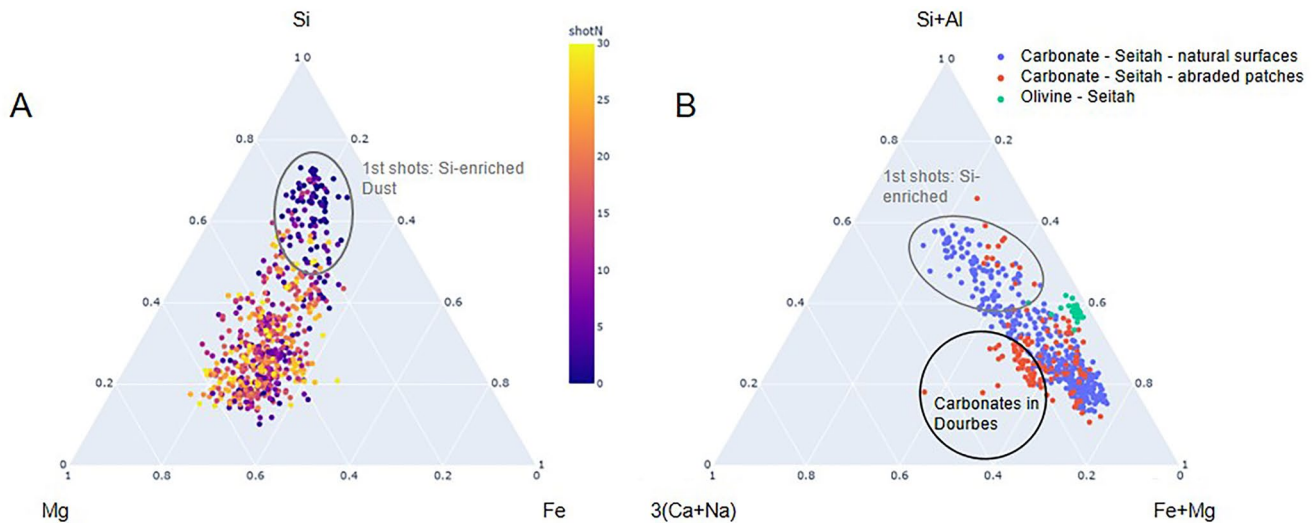 A
Si
1 0
0.8
0.2
0.6
0.4
0.4
0.6
0.2
0.8
0
1
0.8
0.6
0.4
0.2
1
0
Mg
Fe
1st shots: Si-enriched
Dust
shotN
30
25
20
15
10
5
0
B
Si+Al
1 0
0.8
0.2
0.6
0.4
0.4
0.6
0.2
0.8
0
1
0.8
0.6
0.4
0.2
1
0
3(Ca+Na)
Fe+Mg
1st shots: Si-
enriched
Carbonates in
Dourbes
Carbonate - Seitah - natural surfaces
Carbonate - Seitah - abraded patches
Olivine - Seitah